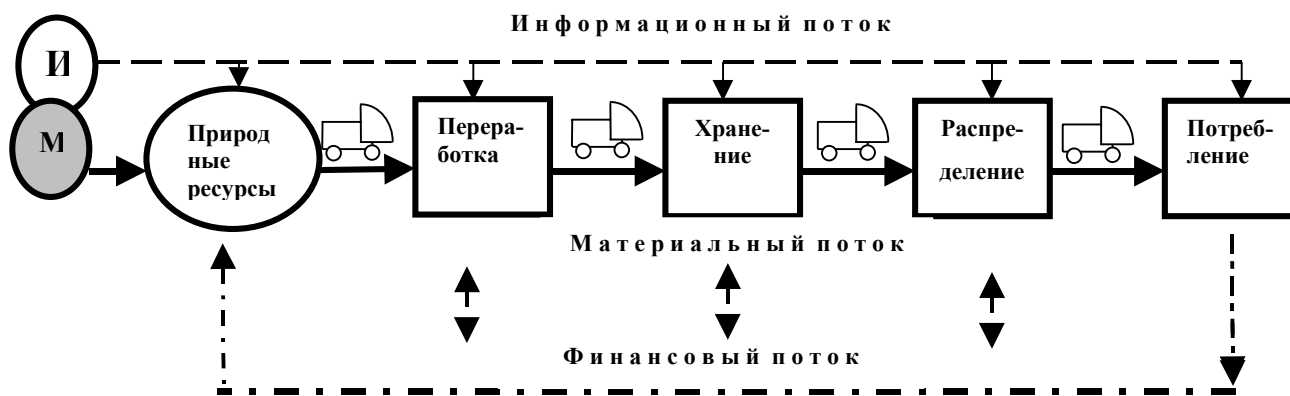 Информационный поток
И
М
Природ
ные
ресурсы
Перера-
ботка
Хране-
ние
Распре-
деление
Потреб-
ление
Материальный поток
Финансовый поток